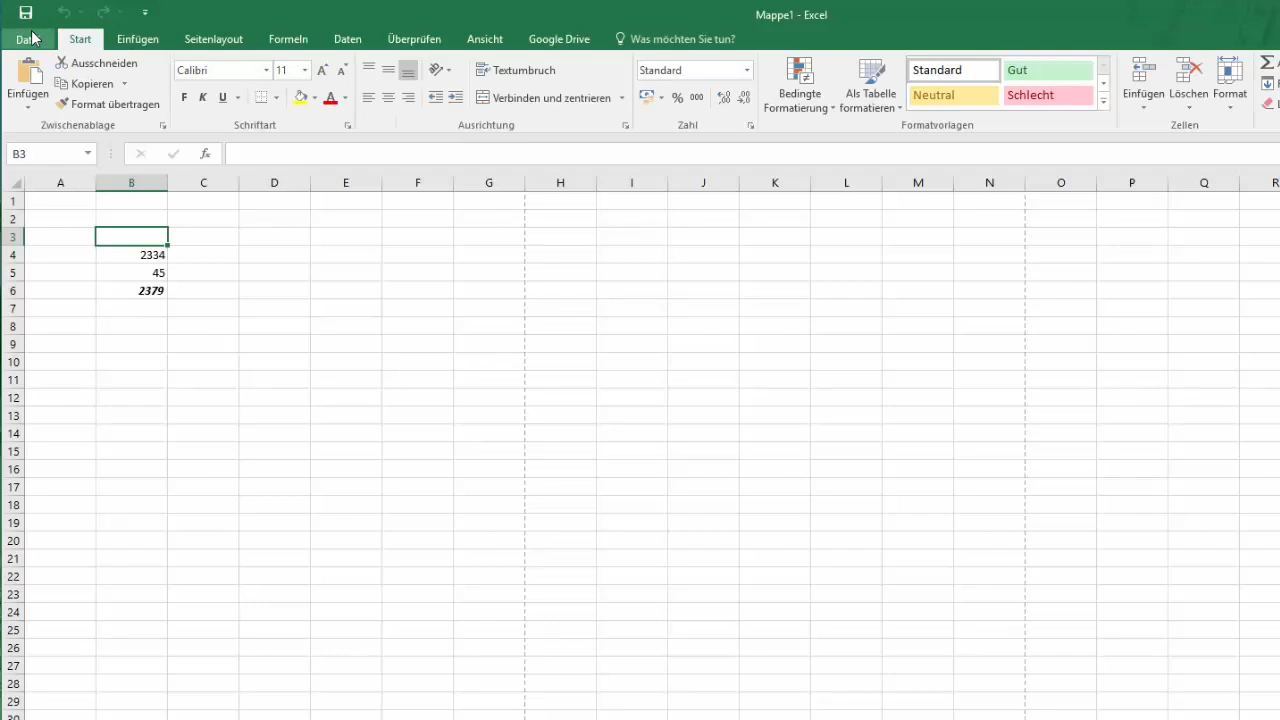 Mappe1 - Excel
Start Einfügen Seitenlayout Formeln Daten Überprüfen Ansicht Google Drive Was möchten Sie tun?
Einfügen
Ausschneiden
Kopieren
Format übertragen
Zwischenablage
Calibri 11
F K U
Schriftart
Textumbruch
Verbinden und zentrieren
Ausrichtung
Standard
% 000
Zahl
Bedingte
Formatierung
Als Tabelle
formatieren
Standard Gut
Neutral Schlecht
Formatvorlagen
Einfügen Löschen Format
Zellen
B3 fx
A B C D E F G H I J K L M N O P Q R
1
2
3
4 2334
5 45
6 2379
7
8
9
10
11
12
13
14
15
16
17
18
19
20
21
22
23
24
25
26
27
28
29